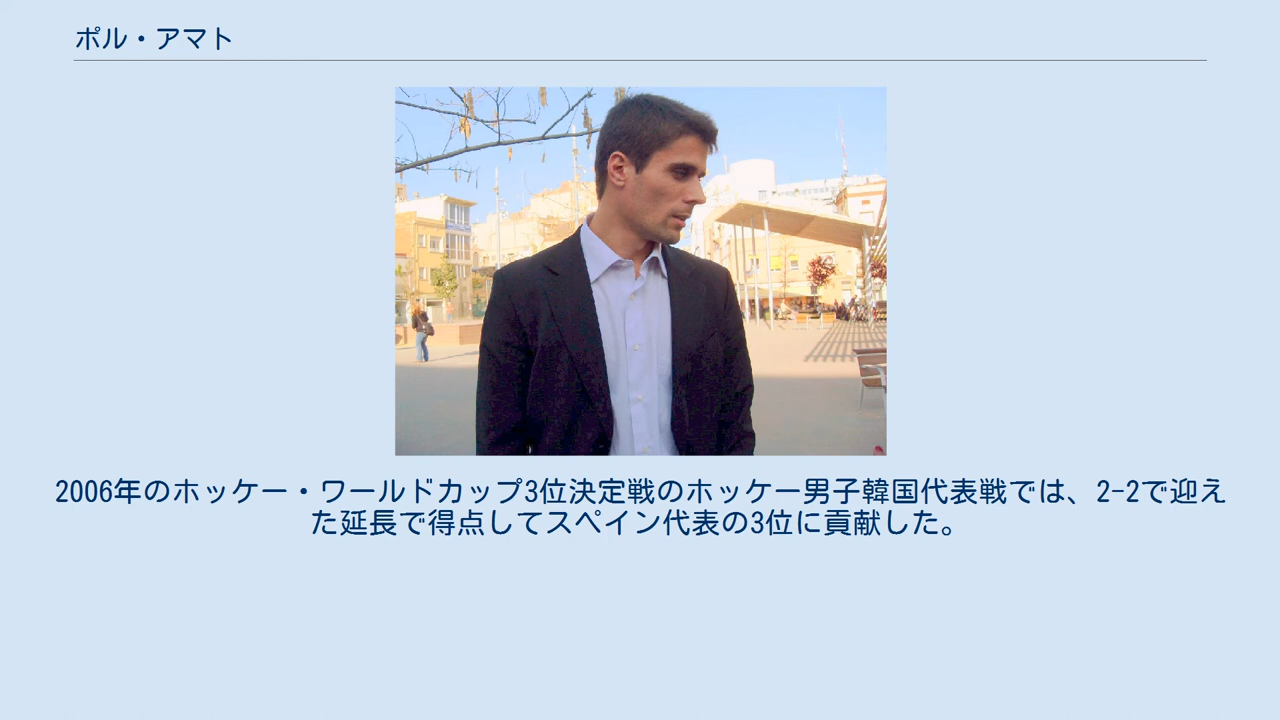 ポル・アマト
2006年のホッケー・ワールドカップ3位決定戦のホッケー男子韓国代表戦では、2-2で迎え
た延長で得点してスペイン代表の3位に貢献した。